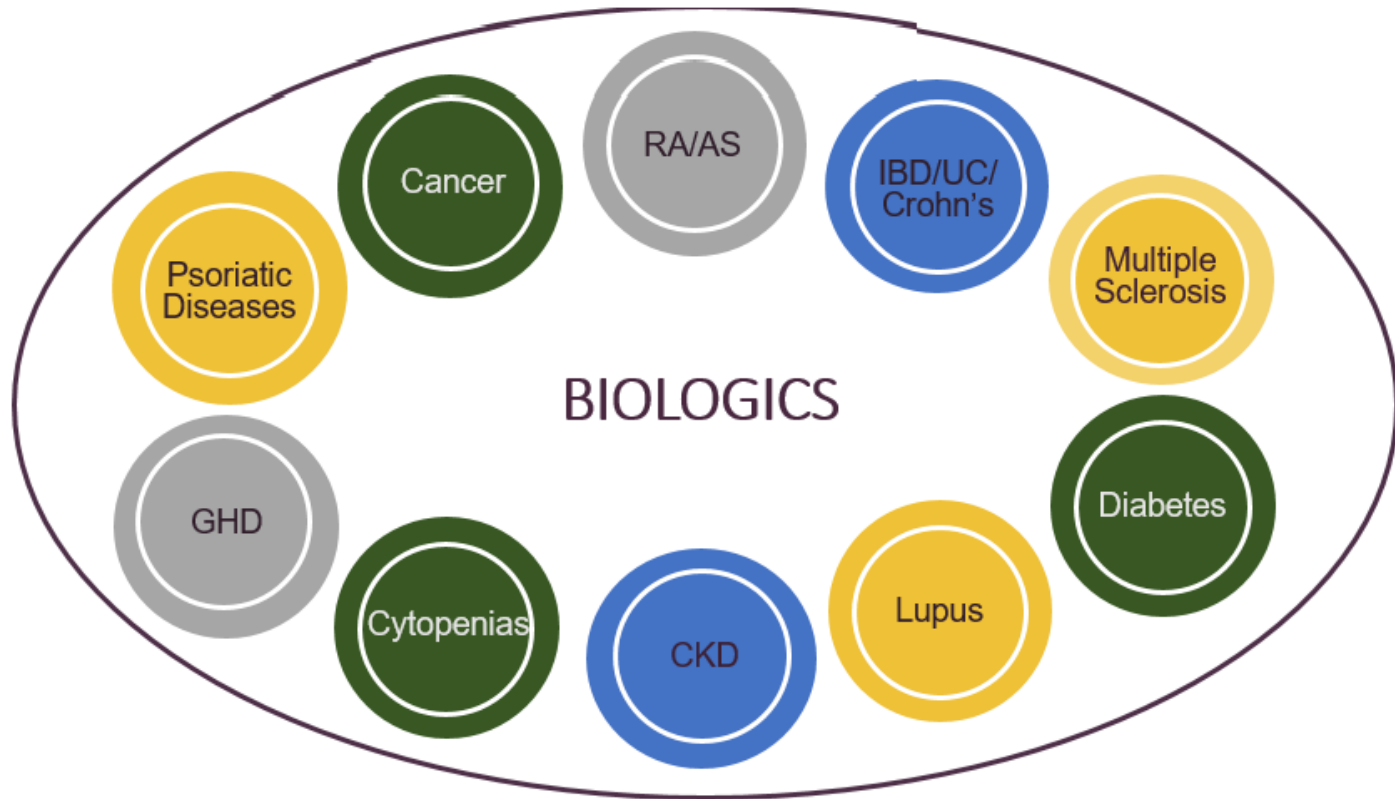 RA/AS
Cancer
IBD/UC/
Crohn's
Psoriatic
Diseases
Multiple
Sclerosis
BIOLOGICS
GHD
Diabetes
Cytopenias
CKD
Lupus